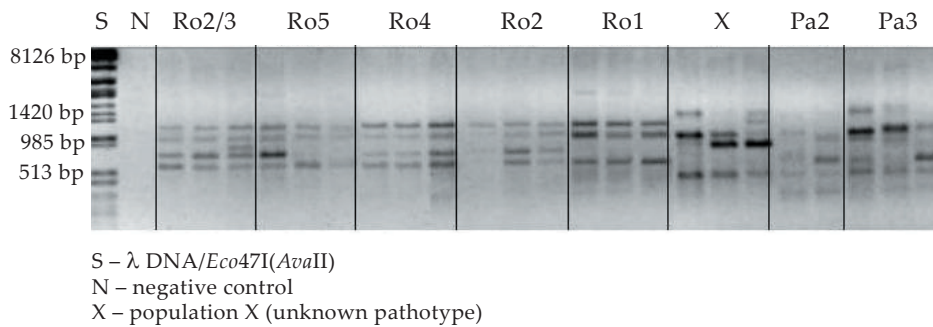 S N Ro2/3 Ro5 Ro4 Ro2 Ro1 X Pa2 Pa3
8126 bp
1420 bp
985 bp
513 bp
S – λ DNA/Eco47I(AvaII)
N – negative control
X – population X (unknown pathotype)